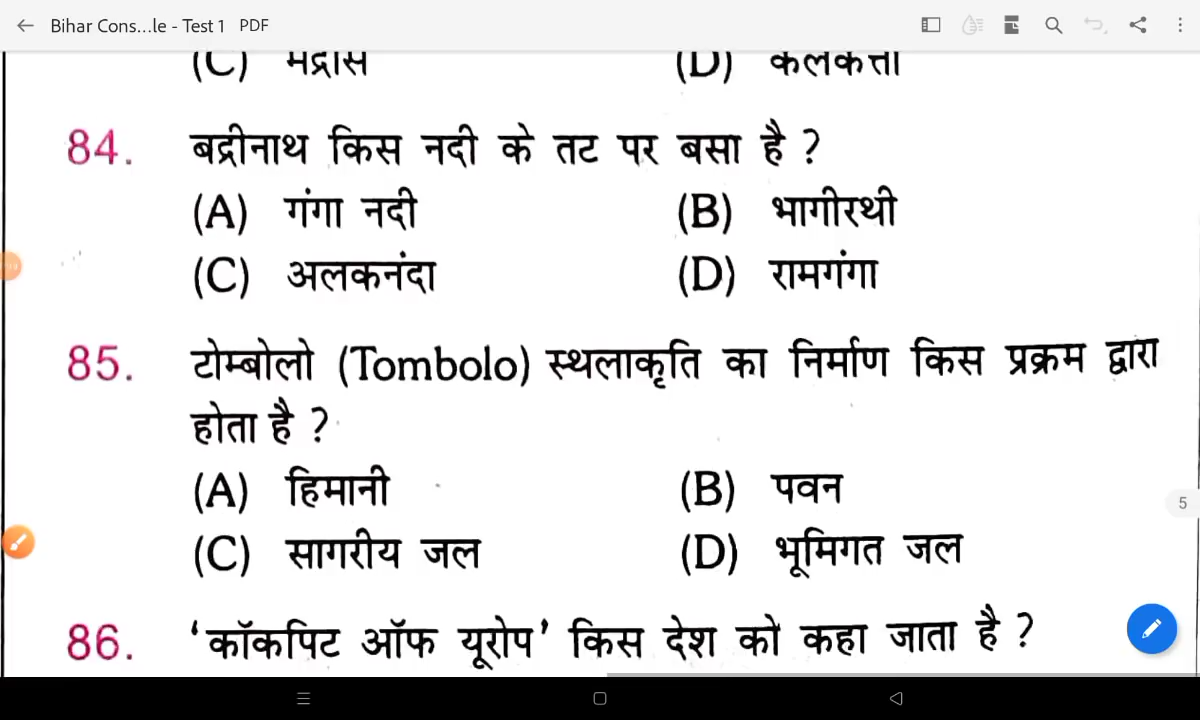 Bihar Cons...le - Test 1 PDF
(C) मद्रास (D) कलकत्ता
84. बद्रीनाथ किस नदी के तट पर बसा है ?
(A) गंगा नदी (B) भागीरथी
(C) अलकनंदा (D) रामगंगा
85. टोम्बोलो (Tombolo) स्थलाकृति का निर्माण किस प्रक्रम द्वारा
होता है ?
(A) हिमानी (B) पवन
(C) सागरीय जल (D) भूमिगत जल
5
86. 'कॉकपिट ऑफ यूरोप' किस देश को कहा जाता है ?